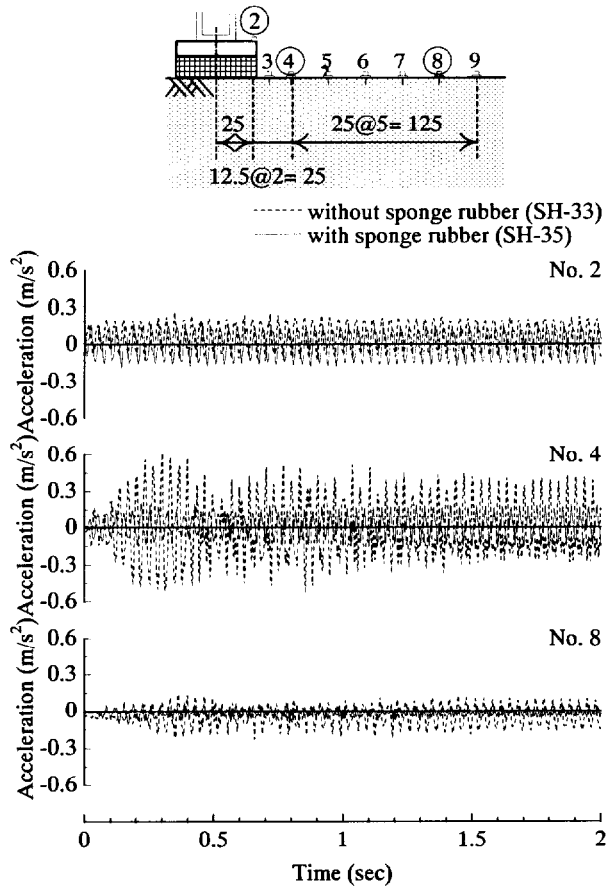 2
3 4 5 6 7 8 9
2
25
25@5= 125
12.5@2= 25
without sponge rubber (SH-33)
with sponge rubber (SH-35)
Acceleration (m/s²)
0.6
0.3
0
-0.3
-0.6
No. 2
Acceleration (m/s²)
0.6
0.3
0
-0.3
-0.6
No. 4
Acceleration (m/s²)
0.6
0.3
0
-0.3
-0.6
No. 8
0 0.5 1 1.5 2
Time (sec)